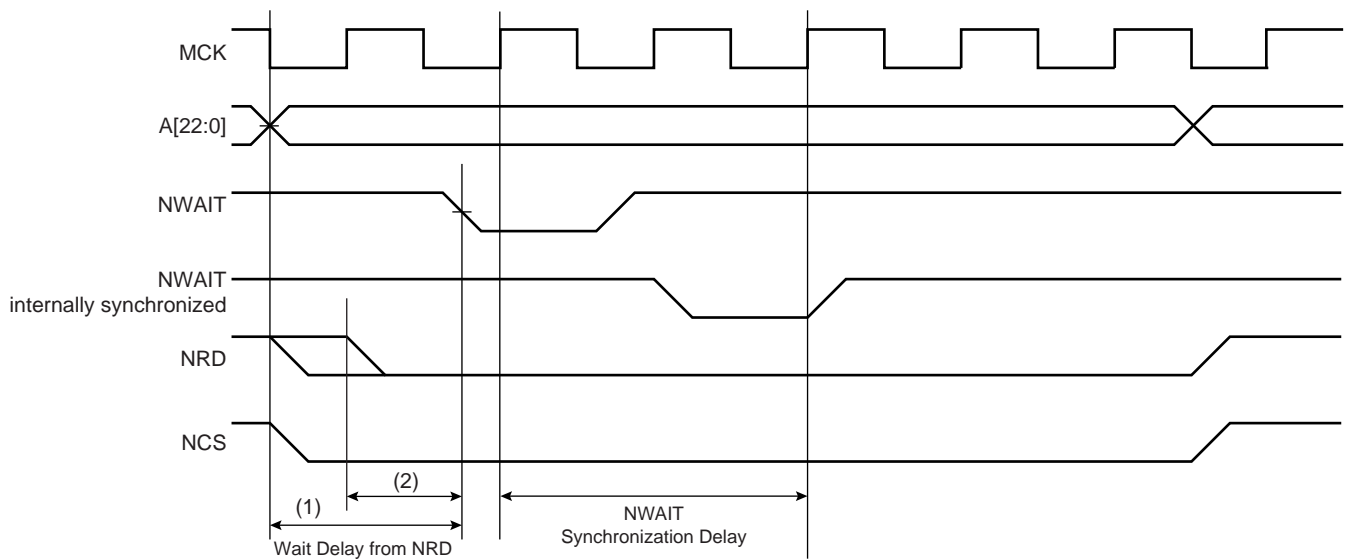 MCK
A[22:0]
NWAIT
NWAIT
internally synchronized
NRD
NCS
(2)
(1)
NWAIT
Synchronization Delay
Wait Delay from NRD